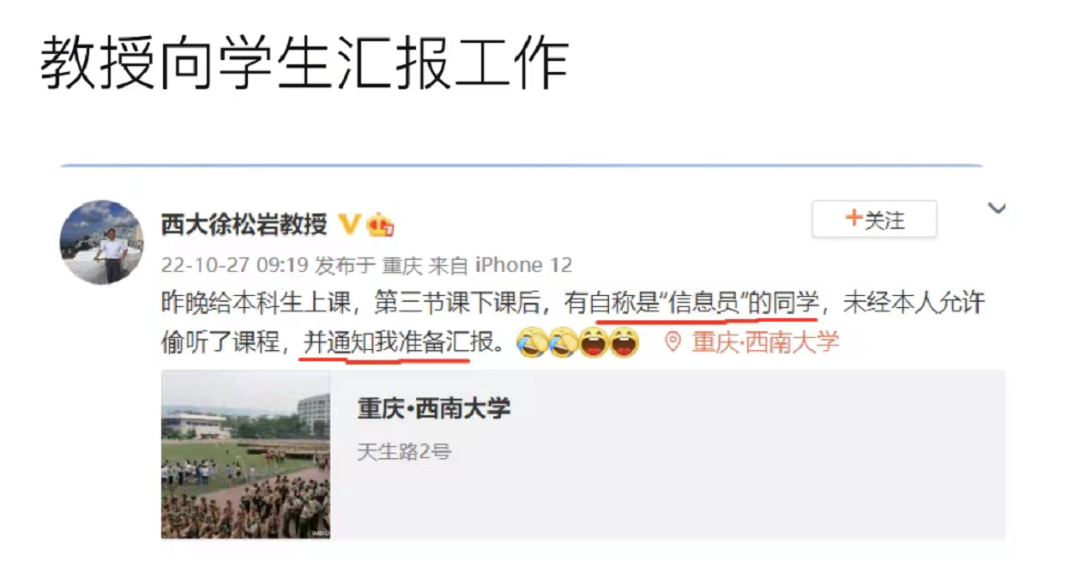 教授向学生汇报工作
西大徐松岩教授
+关注
22-10-27 09:19 发布于 重庆 来自 iPhone 12
昨晚给本科生上课，第三节课下课后，有自称是“信息员”的同学，未经本人允许
偷听了课程，并通知我准备汇报。🤣🤣😄😄 重庆·西南大学
重庆·西南大学
天生路2号